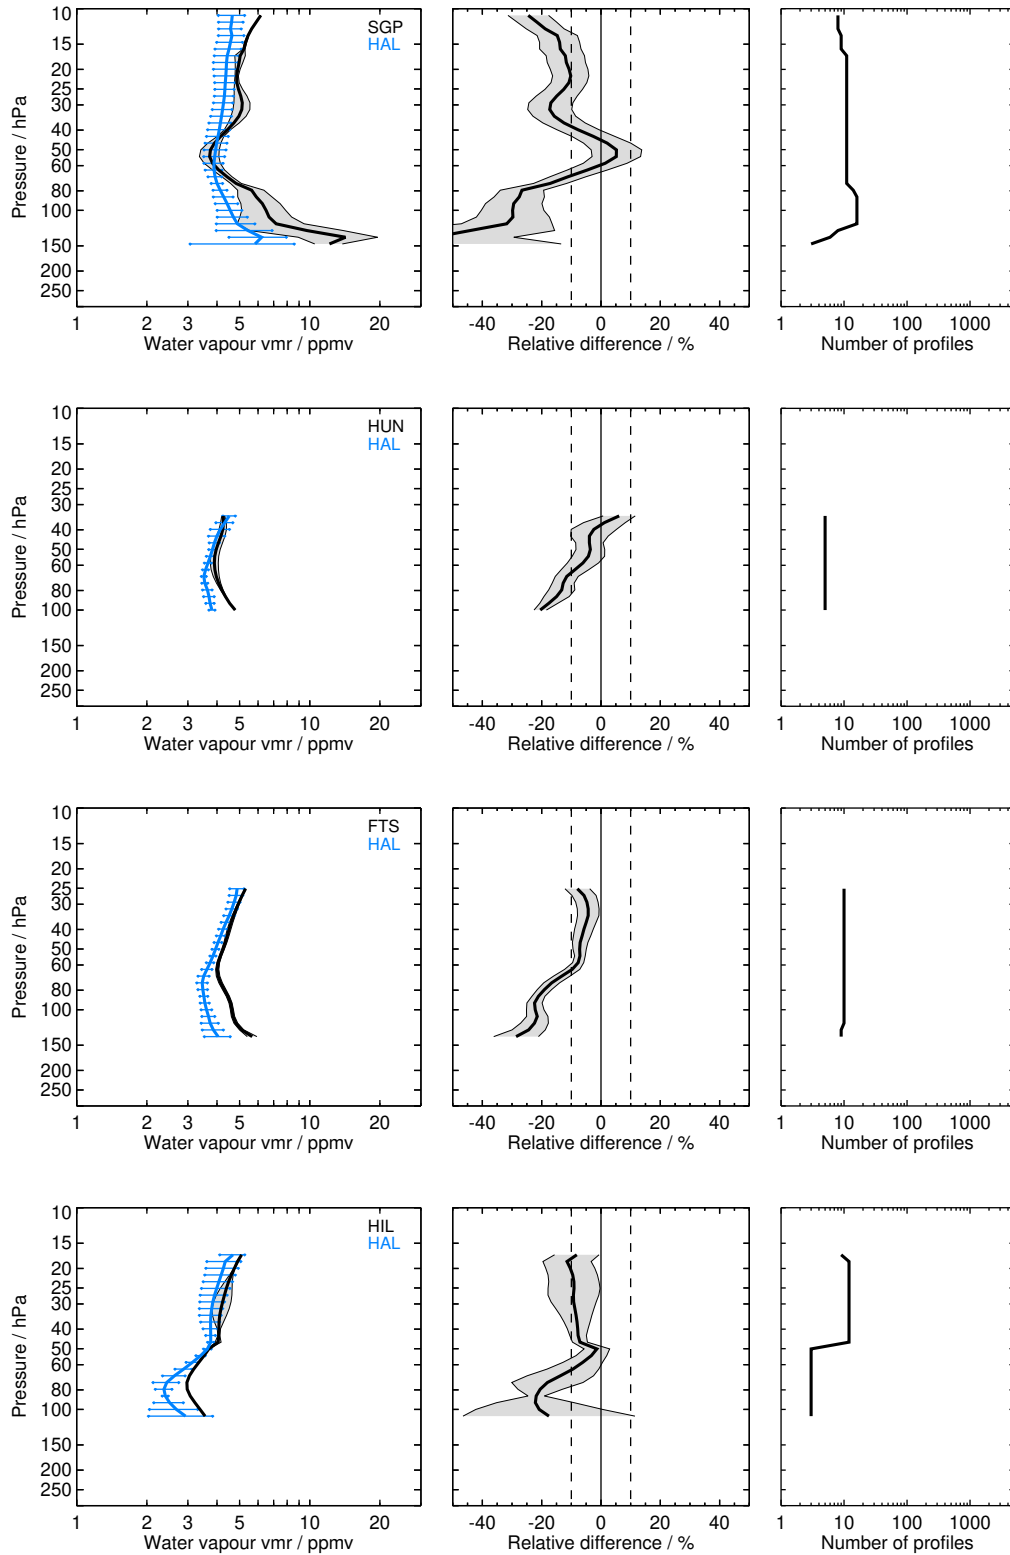 10
15
20
25
30
40
50
60
80
100
150
200
250
Pressure / hPa
SGP
HAL
1 2 3 5 10 20
Water vapour vmr / ppmv
-40 -20 0 20 40
Relative difference / %
1 10 100 1000
Number of profiles
10
15
20
25
30
40
50
60
80
100
150
200
250
Pressure / hPa
HUN
HAL
1 2 3 5 10 20
Water vapour vmr / ppmv
-40 -20 0 20 40
Relative difference / %
1 10 100 1000
Number of profiles
10
15
20
25
30
40
50
60
80
100
150
200
250
Pressure / hPa
FTS
HAL
1 2 3 5 10 20
Water vapour vmr / ppmv
-40 -20 0 20 40
Relative difference / %
1 10 100 1000
Number of profiles
10
15
20
25
30
40
50
60
80
100
150
200
250
Pressure / hPa
HIL
HAL
1 2 3 5 10 20
Water vapour vmr / ppmv
-40 -20 0 20 40
Relative difference / %
1 10 100 1000
Number of profiles